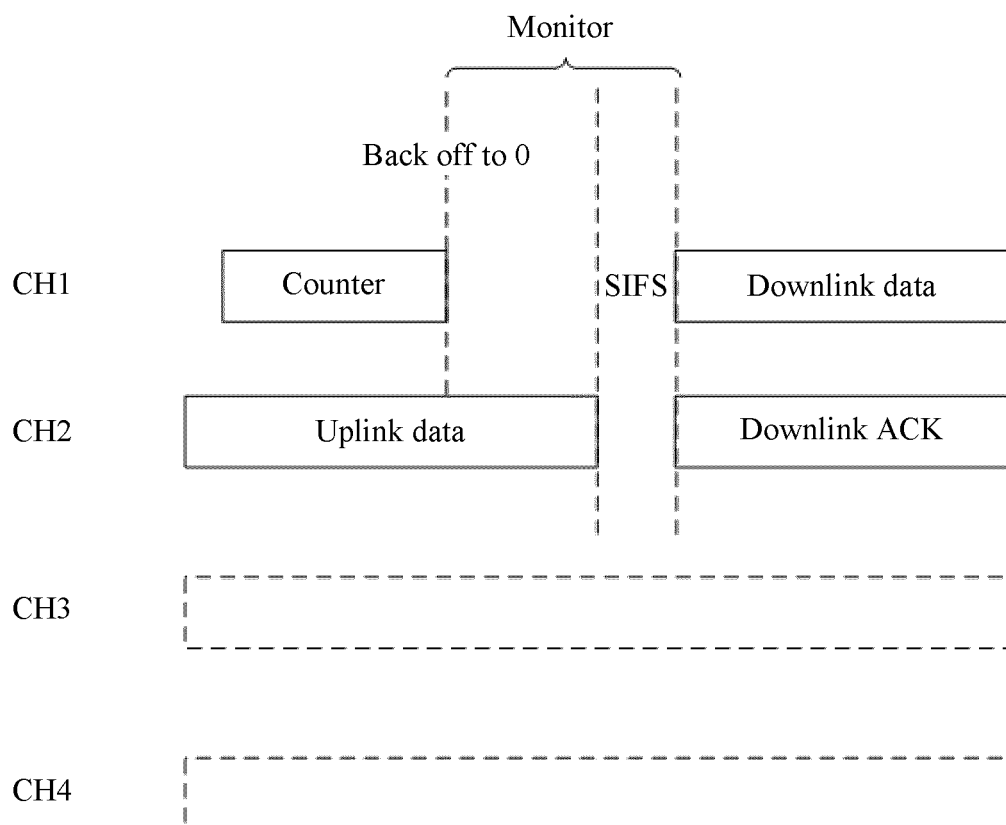 Monitor
Back off to 0
CH1
Counter
SIFS
Downlink data
CH2
Uplink data
Downlink ACK
CH3
CH4